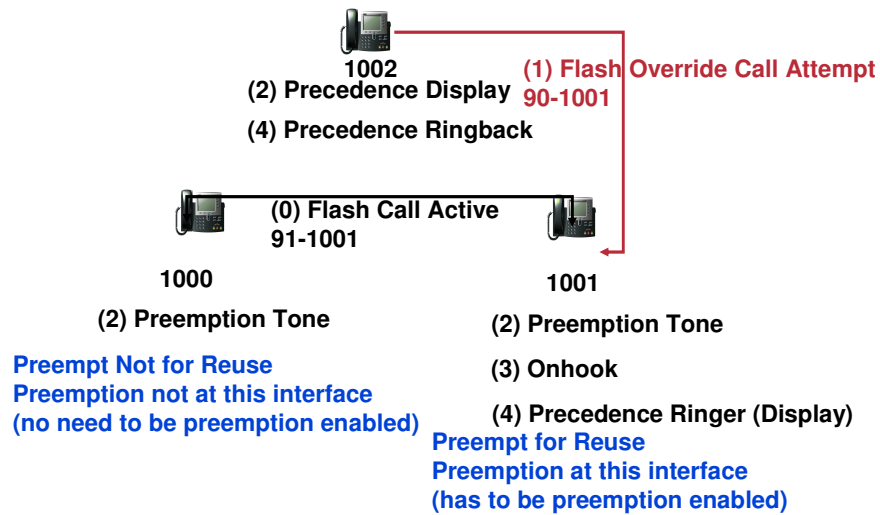 1002
(1) Flash Override Call Attempt
90-1001
(2) Precedence Display
(4) Precedence Ringback
(0) Flash Call Active
91-1001
1000
(2) Preemption Tone
Preempt Not for Reuse
Preemption not at this interface
(no need to be preemption enabled)
1001
(2) Preemption Tone
(3) Onhook
(4) Precedence Ringer (Display)
Preempt for Reuse
Preemption at this interface
(has to be preemption enabled)